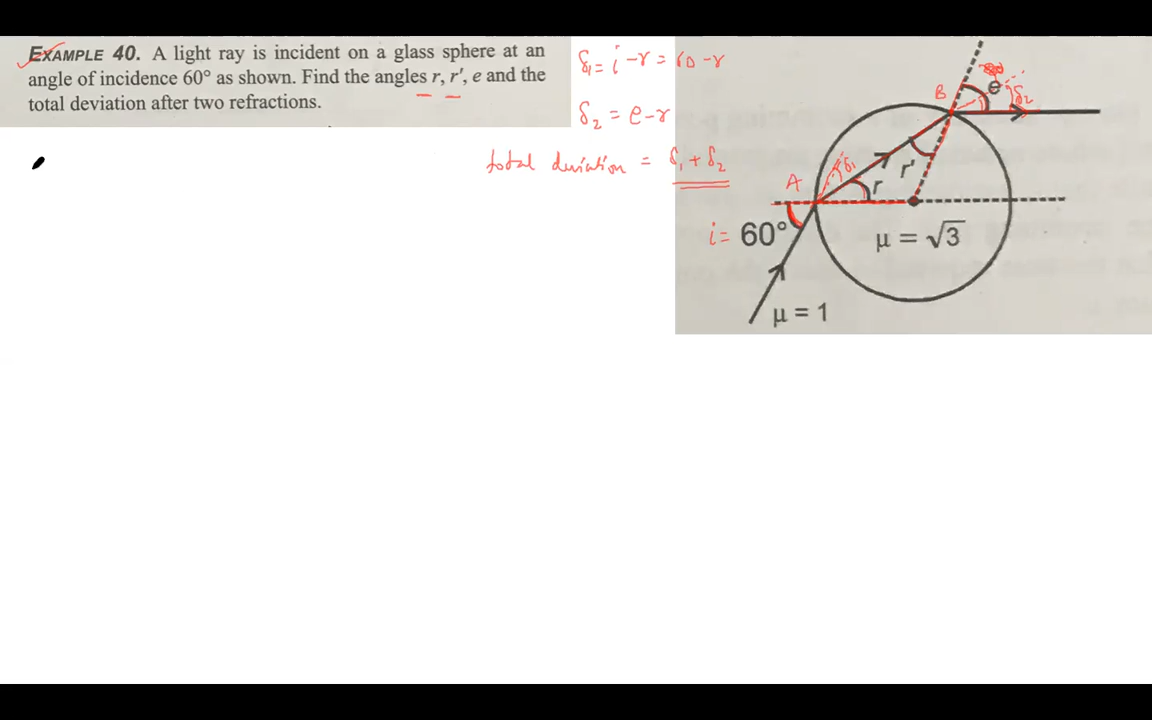 EXAMPLE 40. A light ray is incident on a glass sphere at an
angle of incidence 60° as shown. Find the angles r, r', e and the
total deviation after two refractions.
δ₁ = i - r = 60 - r
δ₂ = e - r
total deviation = δ₁ + δ₂
B
e
δ₂
A
δ₁
r
r'
i = 60°
μ = √3
μ = 1